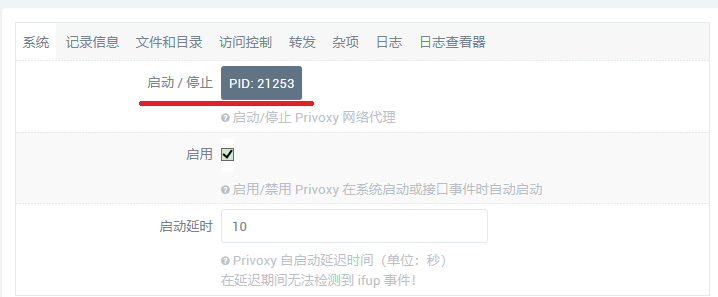 系统 记录信息 文件和目录 访问控制 转发 杂项 日志 日志查看器
启动 / 停止 PID: 21253
启动/停止 Privoxy 网络代理
启用
启用/禁用 Privoxy 在系统启动或接口事件时自动启动
启动延时 10
Privoxy 自启动延迟时间（单位：秒）
在延迟期间无法检测到 ifup 事件！